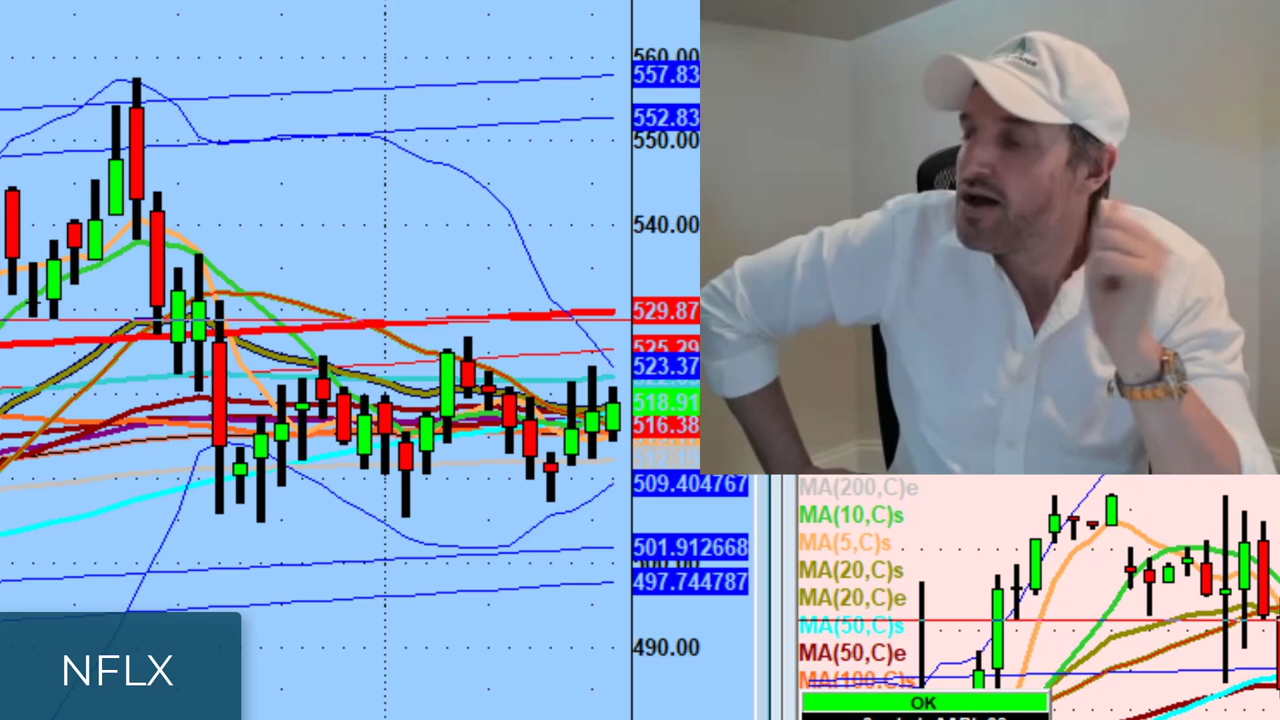 560.00
557.83
552.83
550.00
540.00
529.87
525.29
523.37
518.91
516.38
509.404767
501.912668
497.744787
490.00
NFLX
MA(200,C)e
MA(10,C)s
MA(5,C)s
MA(20,C)s
MA(20,C)e
MA(50,C)s
MA(50,C)e
MA(100,C)s
OK